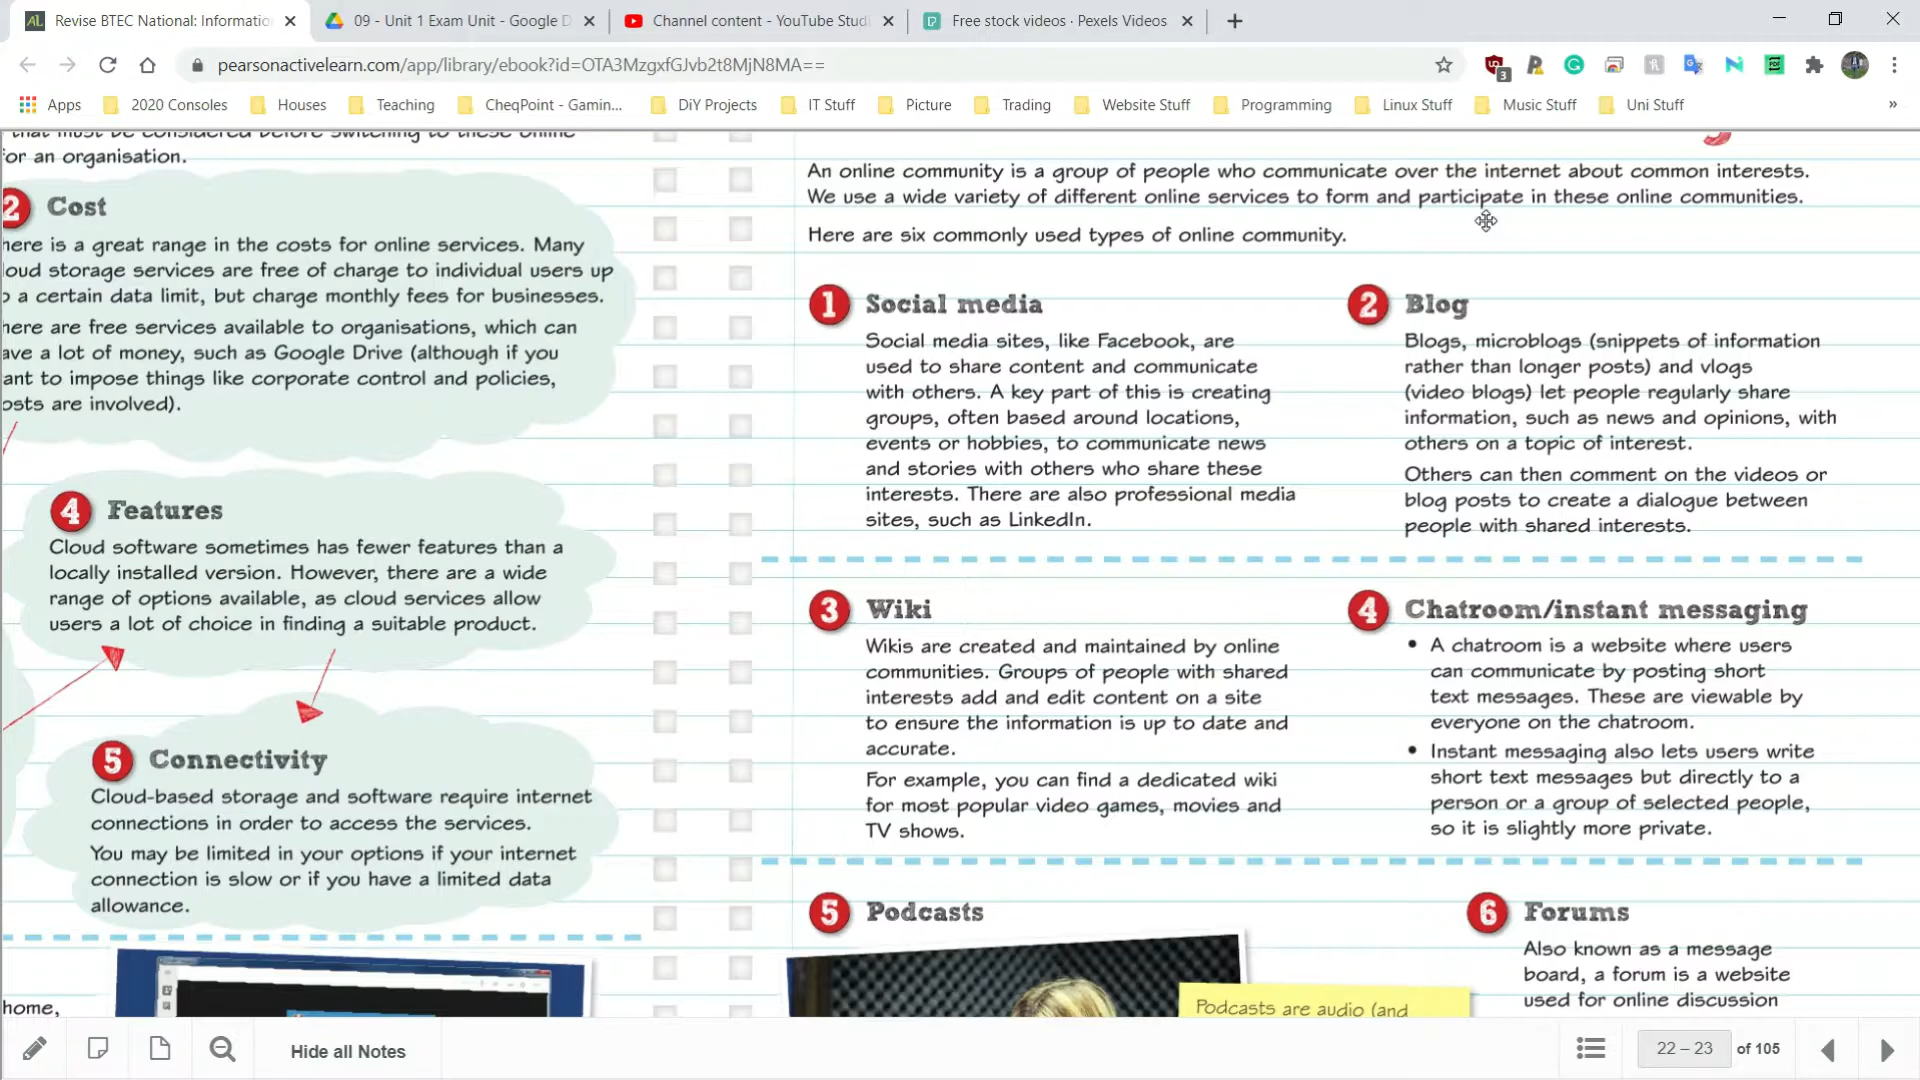 Revise BTEC National: Informatio
09 - Unit 1 Exam Unit - Google D
Channel content - YouTube Studi
Free stock videos · Pexels Videos
pearsonactivelearn.com/app/library/ebook?id=OTA3MzgxfGJvb2t8MjN8MA==
3
Apps
2020 Consoles
Houses
Teaching
CheqPoint - Gamin...
DiY Projects
IT Stuff
Picture
Trading
Website Stuff
Programming
Linux Stuff
Music Stuff
Uni Stuff
»
that must be considered before switching to these online
for an organisation.
2 Cost
here is a great range in the costs for online services. Many
loud storage services are free of charge to individual users up
o a certain data limit, but charge monthly fees for businesses.
here are free services available to organisations, which can
ave a lot of money, such as Google Drive (although if you
ant to impose things like corporate control and policies,
osts are involved).
4 Features
Cloud software sometimes has fewer features than a
locally installed version. However, there are a wide
range of options available, as cloud services allow
users a lot of choice in finding a suitable product.
5 Connectivity
Cloud-based storage and software require internet
connections in order to access the services.
You may be limited in your options if your internet
connection is slow or if you have a limited data
allowance.
home,
An online community is a group of people who communicate over the internet about common interests.
We use a wide variety of different online services to form and participate in these online communities.
Here are six commonly used types of online community.
1 Social media
Social media sites, like Facebook, are
used to share content and communicate
with others. A key part of this is creating
groups, often based around locations,
events or hobbies, to communicate news
and stories with others who share these
interests. There are also professional media
sites, such as LinkedIn.
2 Blog
Blogs, microblogs (snippets of information
rather than longer posts) and vlogs
(video blogs) let people regularly share
information, such as news and opinions, with
others on a topic of interest.
Others can then comment on the videos or
blog posts to create a dialogue between
people with shared interests.
3 Wiki
Wikis are created and maintained by online
communities. Groups of people with shared
interests add and edit content on a site
to ensure the information is up to date and
accurate.
For example, you can find a dedicated wiki
for most popular video games, movies and
TV shows.
4 Chatroom/instant messaging
• A chatroom is a website where users
can communicate by posting short
text messages. These are viewable by
everyone on the chatroom.
• Instant messaging also lets users write
short text messages but directly to a
person or a group of selected people,
so it is slightly more private.
5 Podcasts
Podcasts are audio (and
6 Forums
Also known as a message
board, a forum is a website
used for online discussion
Hide all Notes
22 – 23 of 105